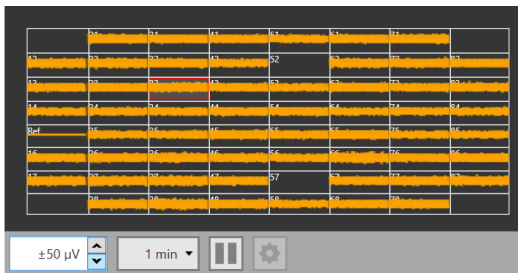 21 31 41 51 61 71
12 22 32 42 52 62 72 82
13 23 33 43 53 63 73 83
14 24 34 44 54 64 74 84
Ref 25 35 45 55 65 75 85
16 26 36 46 56 66 76 86
17 27 37 47 57 67 77 87
28 38 48 58 68 78
±50 µV 1 min